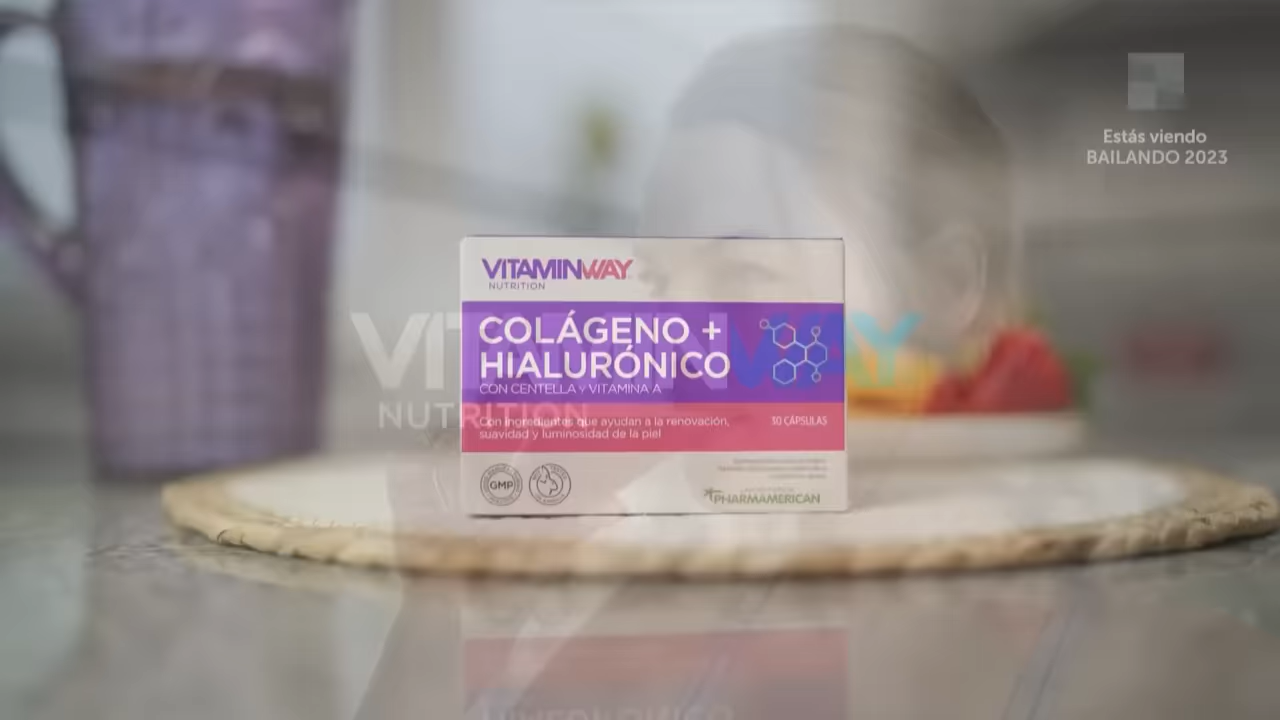 Estás viendo
BAILANDO 2023
VITAMINWAY
NUTRITION
COLÁGENO +
HIALURÓNICO
CON CENTELLA y VITAMINA A
Con ingredientes que ayudan a la renovación,
suavidad y luminosidad de la piel
30 CÁPSULAS
GMP
PHARMAMERICAN
VITAMINWAY
NUTRITION